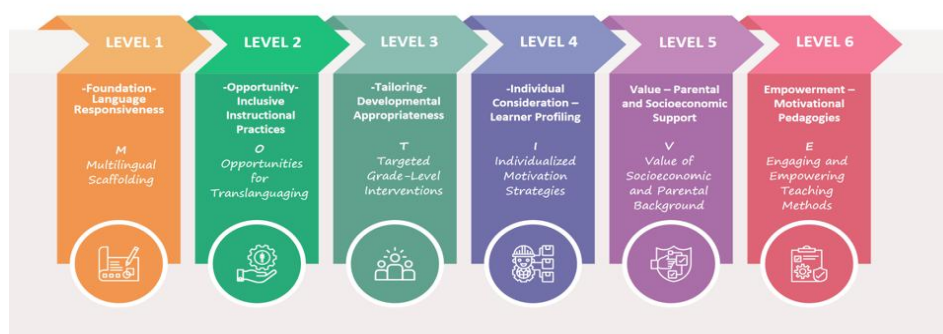 LEVEL 1
-Foundation-
Language
Responsiveness
M
Multilingual
Scaffolding
LEVEL 2
-Opportunity-
Inclusive
Instructional
Practices
O
Opportunities
for
Translanguaging
LEVEL 3
-Tailoring-
Developmental
Appropriateness
T
Targeted
Grade-Level
Interventions
LEVEL 4
-Individual
Consideration –
Learner Profiling
I
Individualized
Motivation
Strategies
LEVEL 5
Value – Parental
and Socioeconomic
Support
V
Value of
Socioeconomic
and Parental
Background
LEVEL 6
Empowerment –
Motivational
Pedagogies
E
Engaging and
Empowering
Teaching
Methods